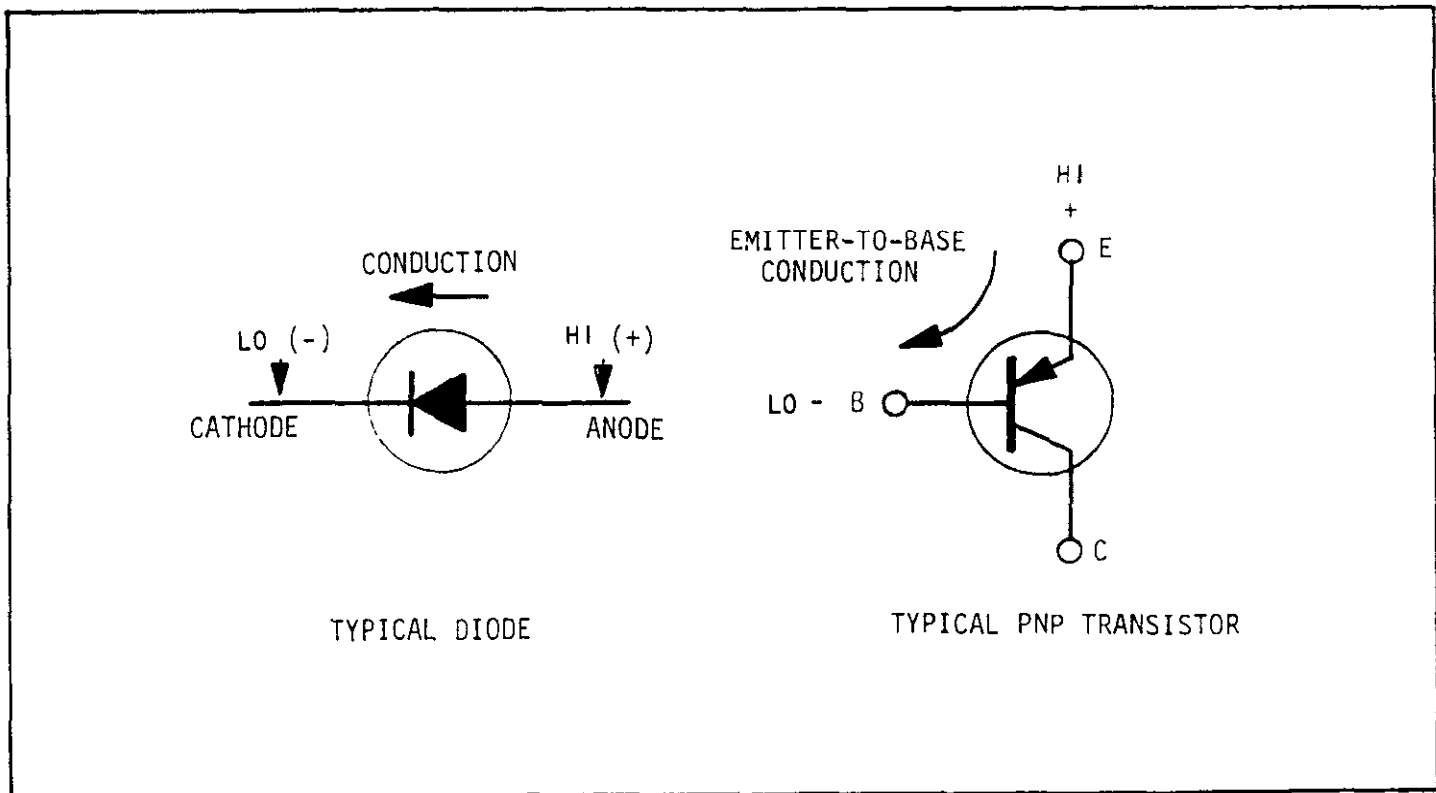 CONDUCTION
LO (-)
HI (+)
CATHODE
ANODE
TYPICAL DIODE
HI
+
E
EMITTER-TO-BASE
CONDUCTION
LO - B
C
TYPICAL PNP TRANSISTOR